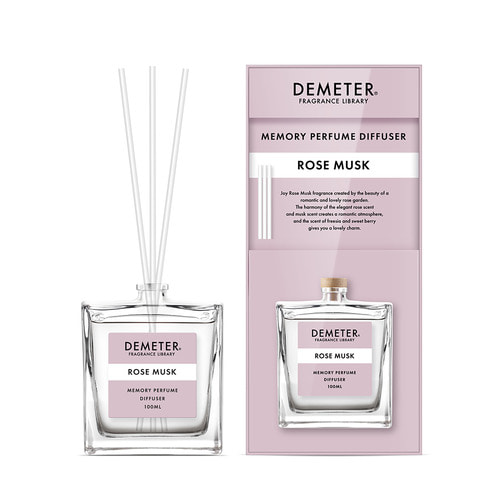 DEMETER®
FRAGRANCE LIBRARY
MEMORY PERFUME DIFFUSER
ROSE MUSK
Joy Rose Musk fragrance created by the beauty of a
romantic and lovely rose garden.
The harmony of the elegant rose scent
and musk scent creates a romantic atmosphere,
and the scent of freesia and sweet berry
gives you a lovely charm.
DEMETER®
FRAGRANCE LIBRARY
ROSE MUSK
MEMORY PERFUME
DIFFUSER
100ML
DEMETER®
FRAGRANCE LIBRARY
ROSE MUSK
MEMORY PERFUME
DIFFUSER
100ML